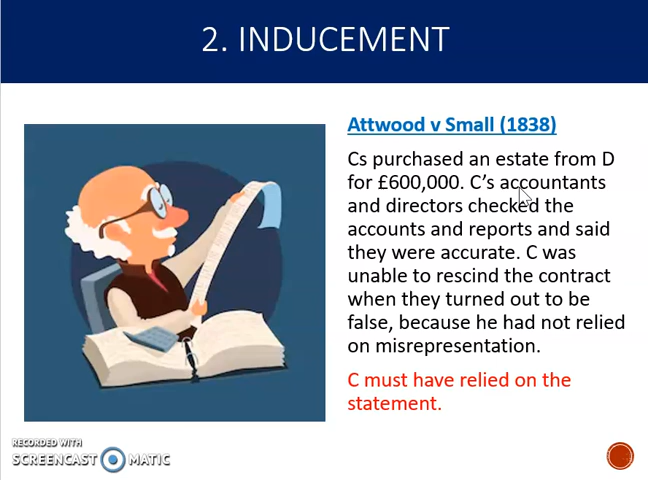 2. INDUCEMENT
Attwood v Small (1838)
Cs purchased an estate from D
for £600,000. C’s accountants
and directors checked the
accounts and reports and said
they were accurate. C was
unable to rescind the contract
when they turned out to be
false, because he had not relied
on misrepresentation.
C must have relied on the
statement.
RECORDED WITH
SCREENCAST MATIC